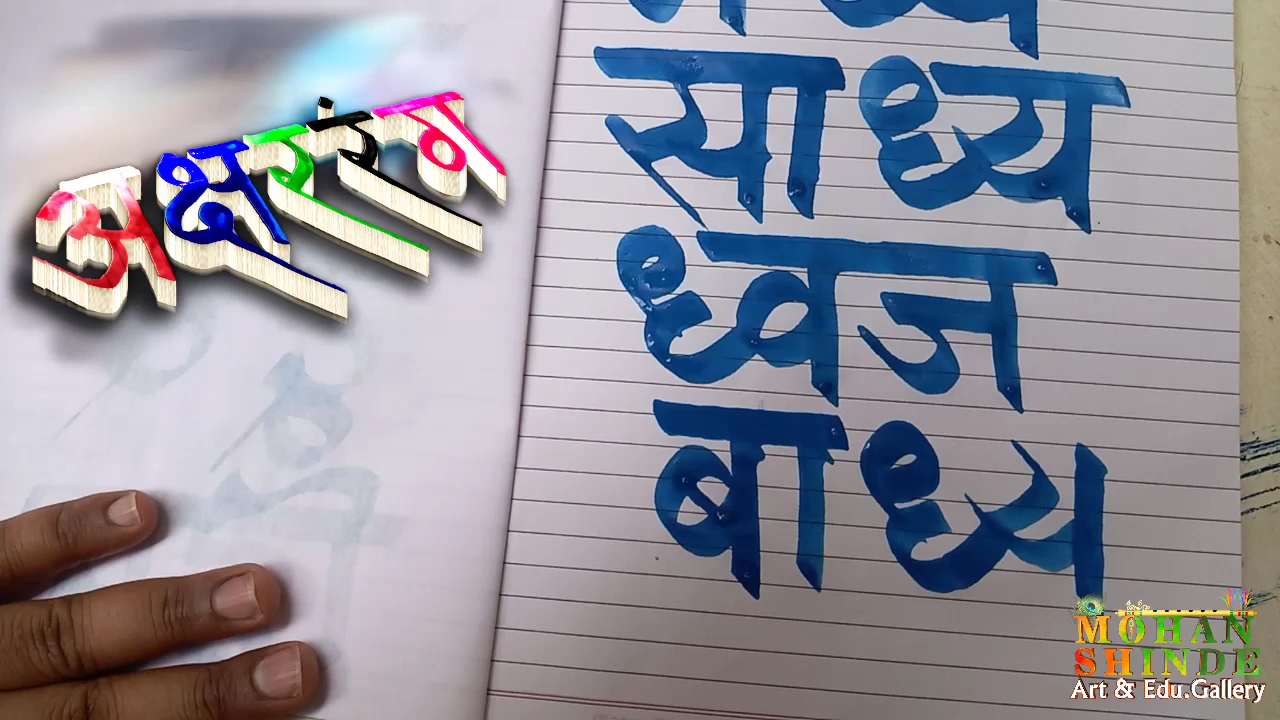 अक्षरंग
साध्य
ध्वज
बाध्य
MOHAN
SHINDE
Art & Edu.Gallery